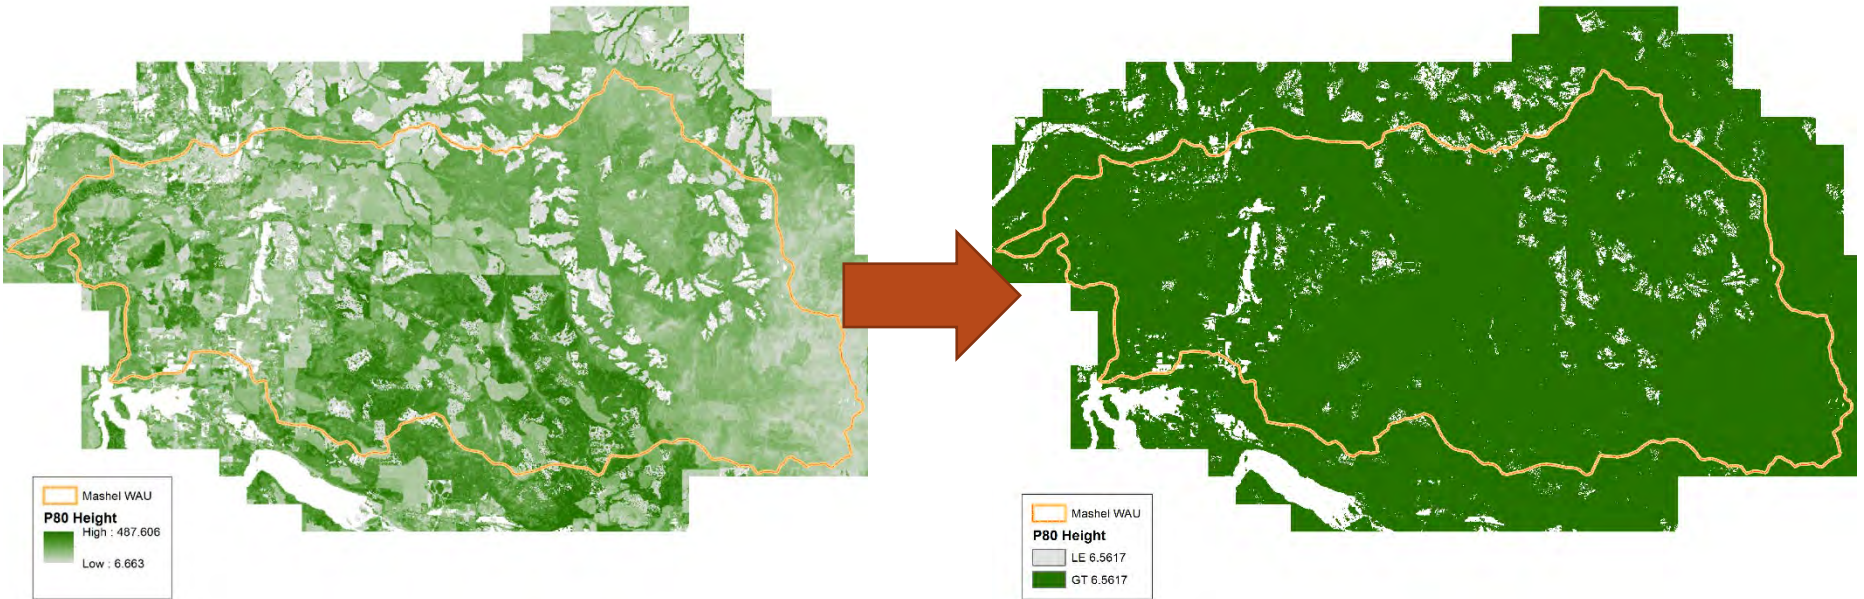 Mashel WAU
P80 Height
High : 487.606
Low : 6.663
Mashel WAU
P80 Height
LE 6.5617
GT 6.5617